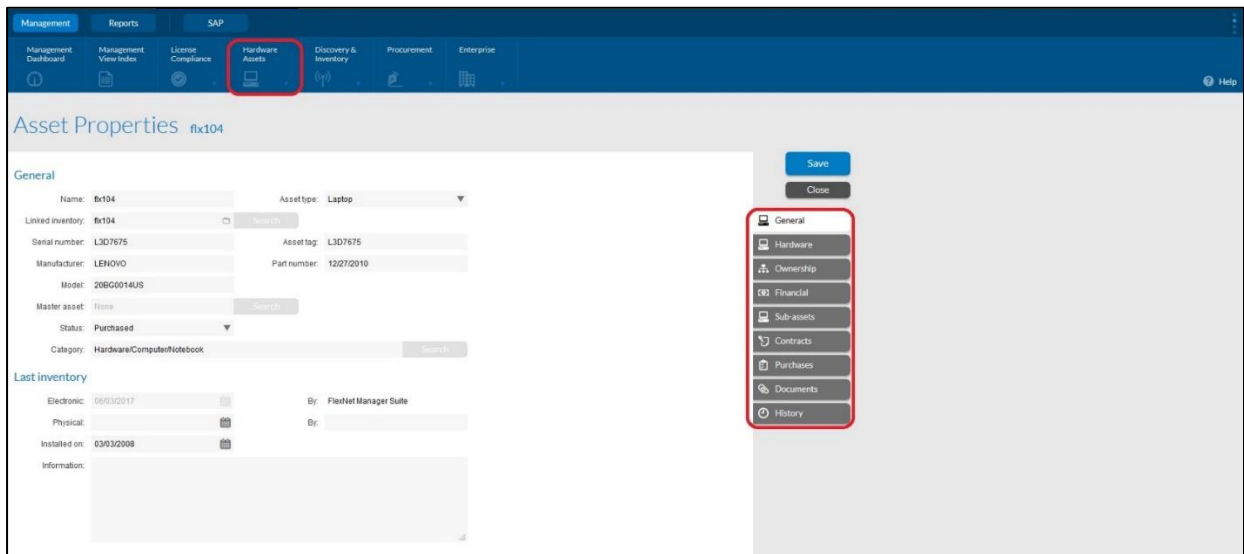 Management Reports SAP
Management Dashboard Management View Index License Compliance Hardware Assets Discovery & Inventory Procurement Enterprise
Help
Asset Properties flx104
Save
Close
General
Name: flx104 Asset type: Laptop
Linked inventory: flx104 Search
Serial number: L3D7675 Asset tag: L3D7675
Manufacturer: LENOVO Part number: 12/27/2010
Model: 20BG0014US
Master asset: None Search
Status: Purchased
Category: Hardware/Computer/Notebook Search
Last inventory
Electronic: 06/03/2017 By: FlexNet Manager Suite
Physical: By:
Installed on: 03/03/2008
Information:
General
Hardware
Ownership
Financial
Sub-assets
Contracts
Purchases
Documents
History